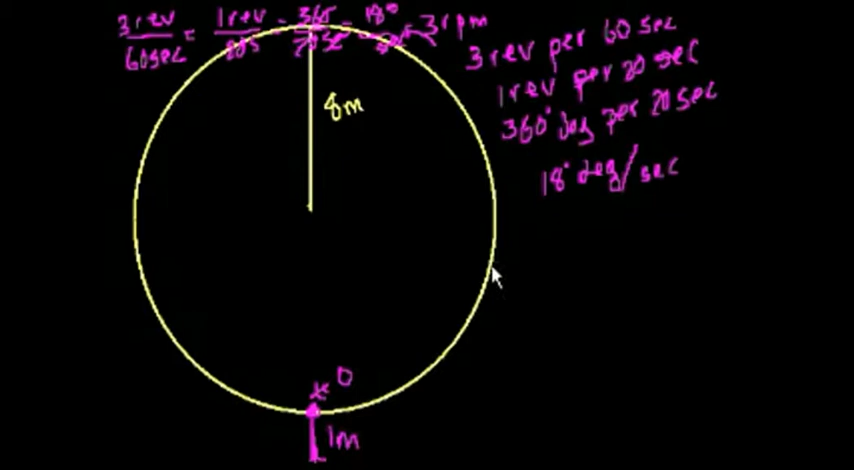 3 rev / 60 sec = 1 rev / 20 s = 360 / 20 sec = 18° / sec 3 rpm
3 rev per 60 sec
1 rev per 20 sec
360° deg per 20 sec
18° deg/sec
8m
0
1m